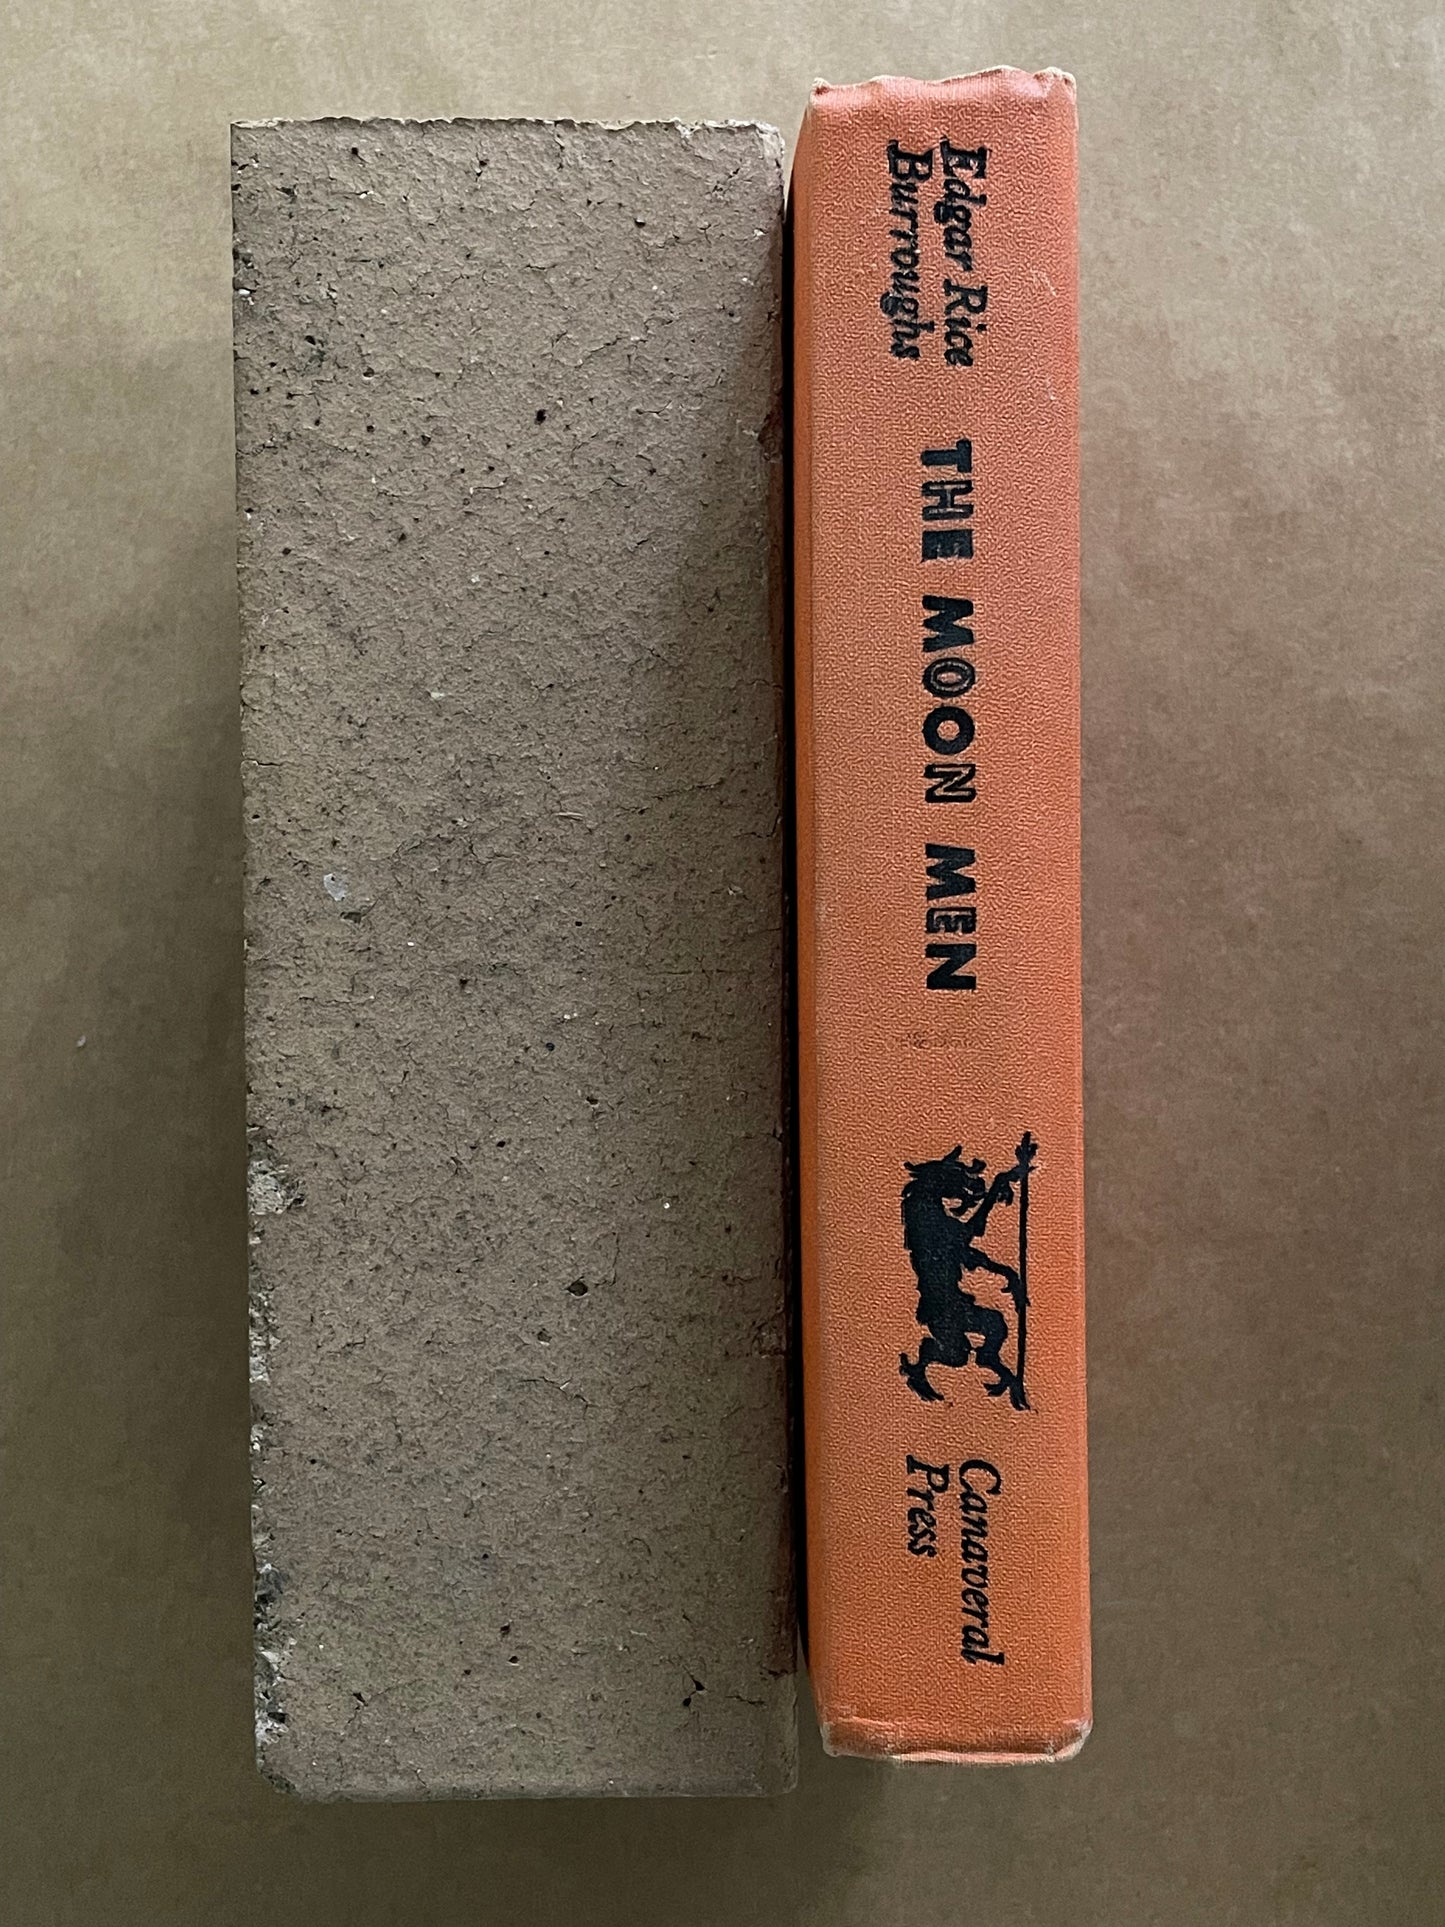 Edgar Rice
Burroughs
THE MOON MEN
Canaveral
Press